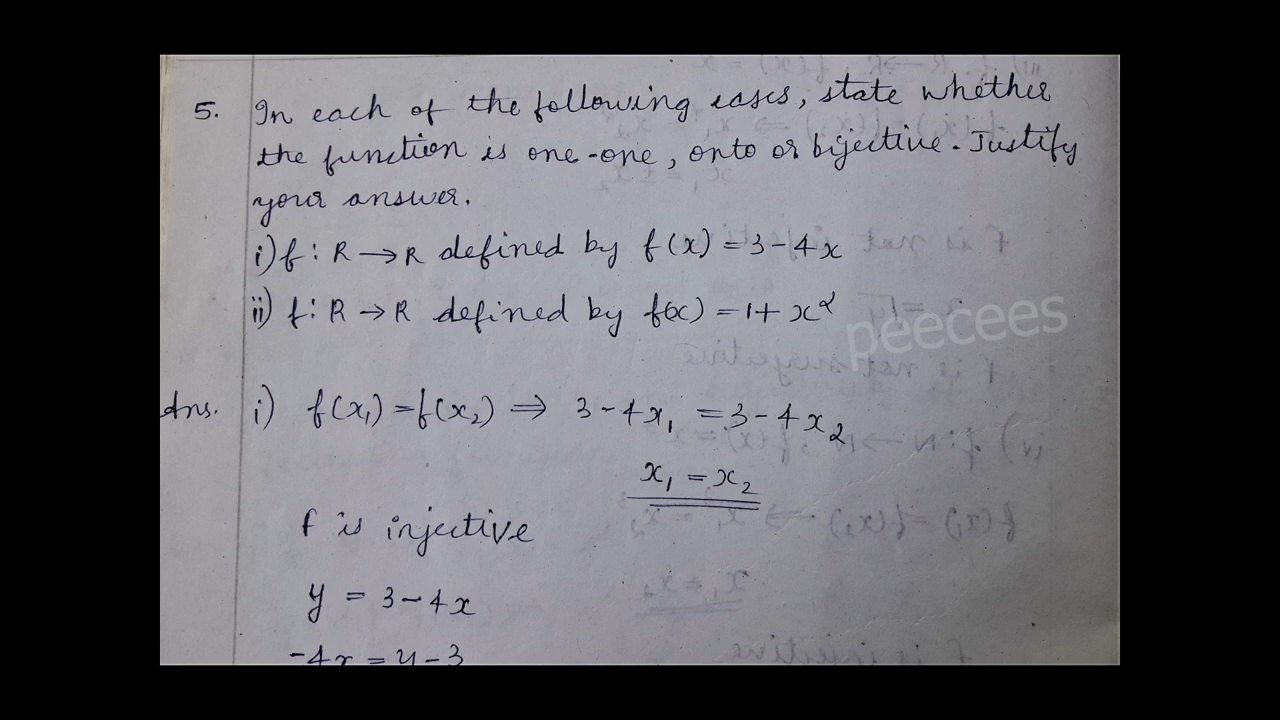 5. In each of the following cases, state whether
the function is one-one, onto or bijective. Justify
your answer.
i) f : R → R defined by f(x) = 3 - 4x
ii) f : R → R defined by f(x) = 1 + x²
peecees
Ans. i) f(x₁) = f(x₂) ⇒ 3 - 4x₁ = 3 - 4x₂
x₁ = x₂
f is injective
y = 3 - 4x
-4x = y - 3